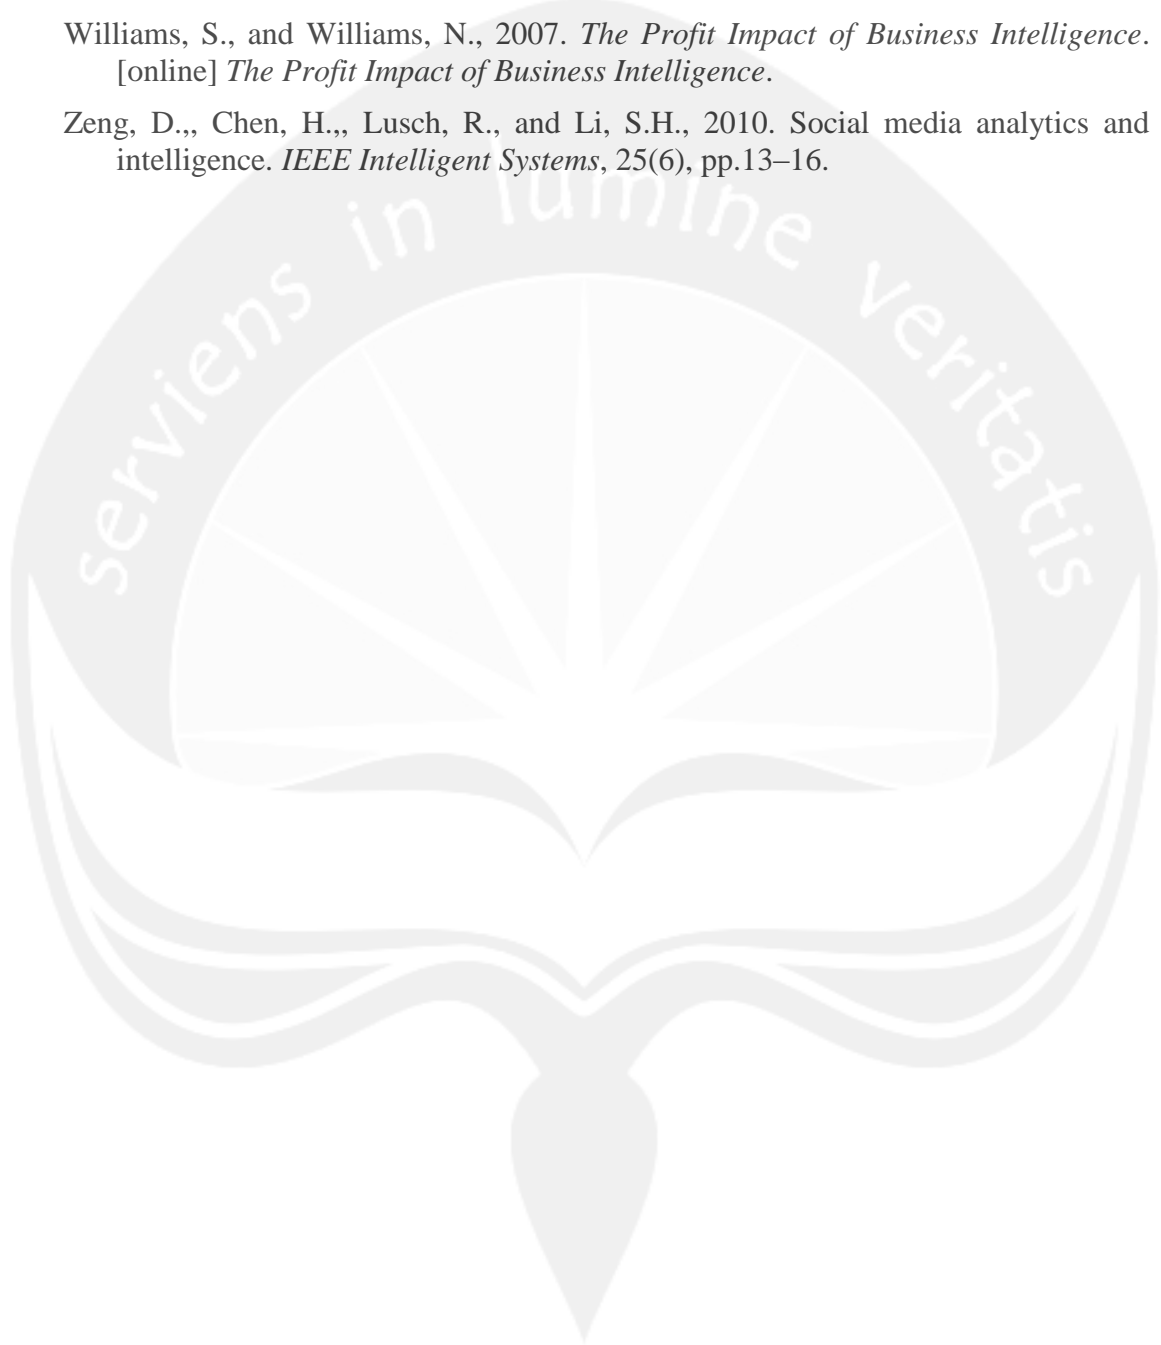 Williams, S., and Williams, N., 2007. The Profit Impact of Business Intelligence.
[online] The Profit Impact of Business Intelligence.
Zeng, D.,, Chen, H.,, Lusch, R., and Li, S.H., 2010. Social media analytics and
intelligence. IEEE Intelligent Systems, 25(6), pp.13–16.
serviens in lumine veritatis